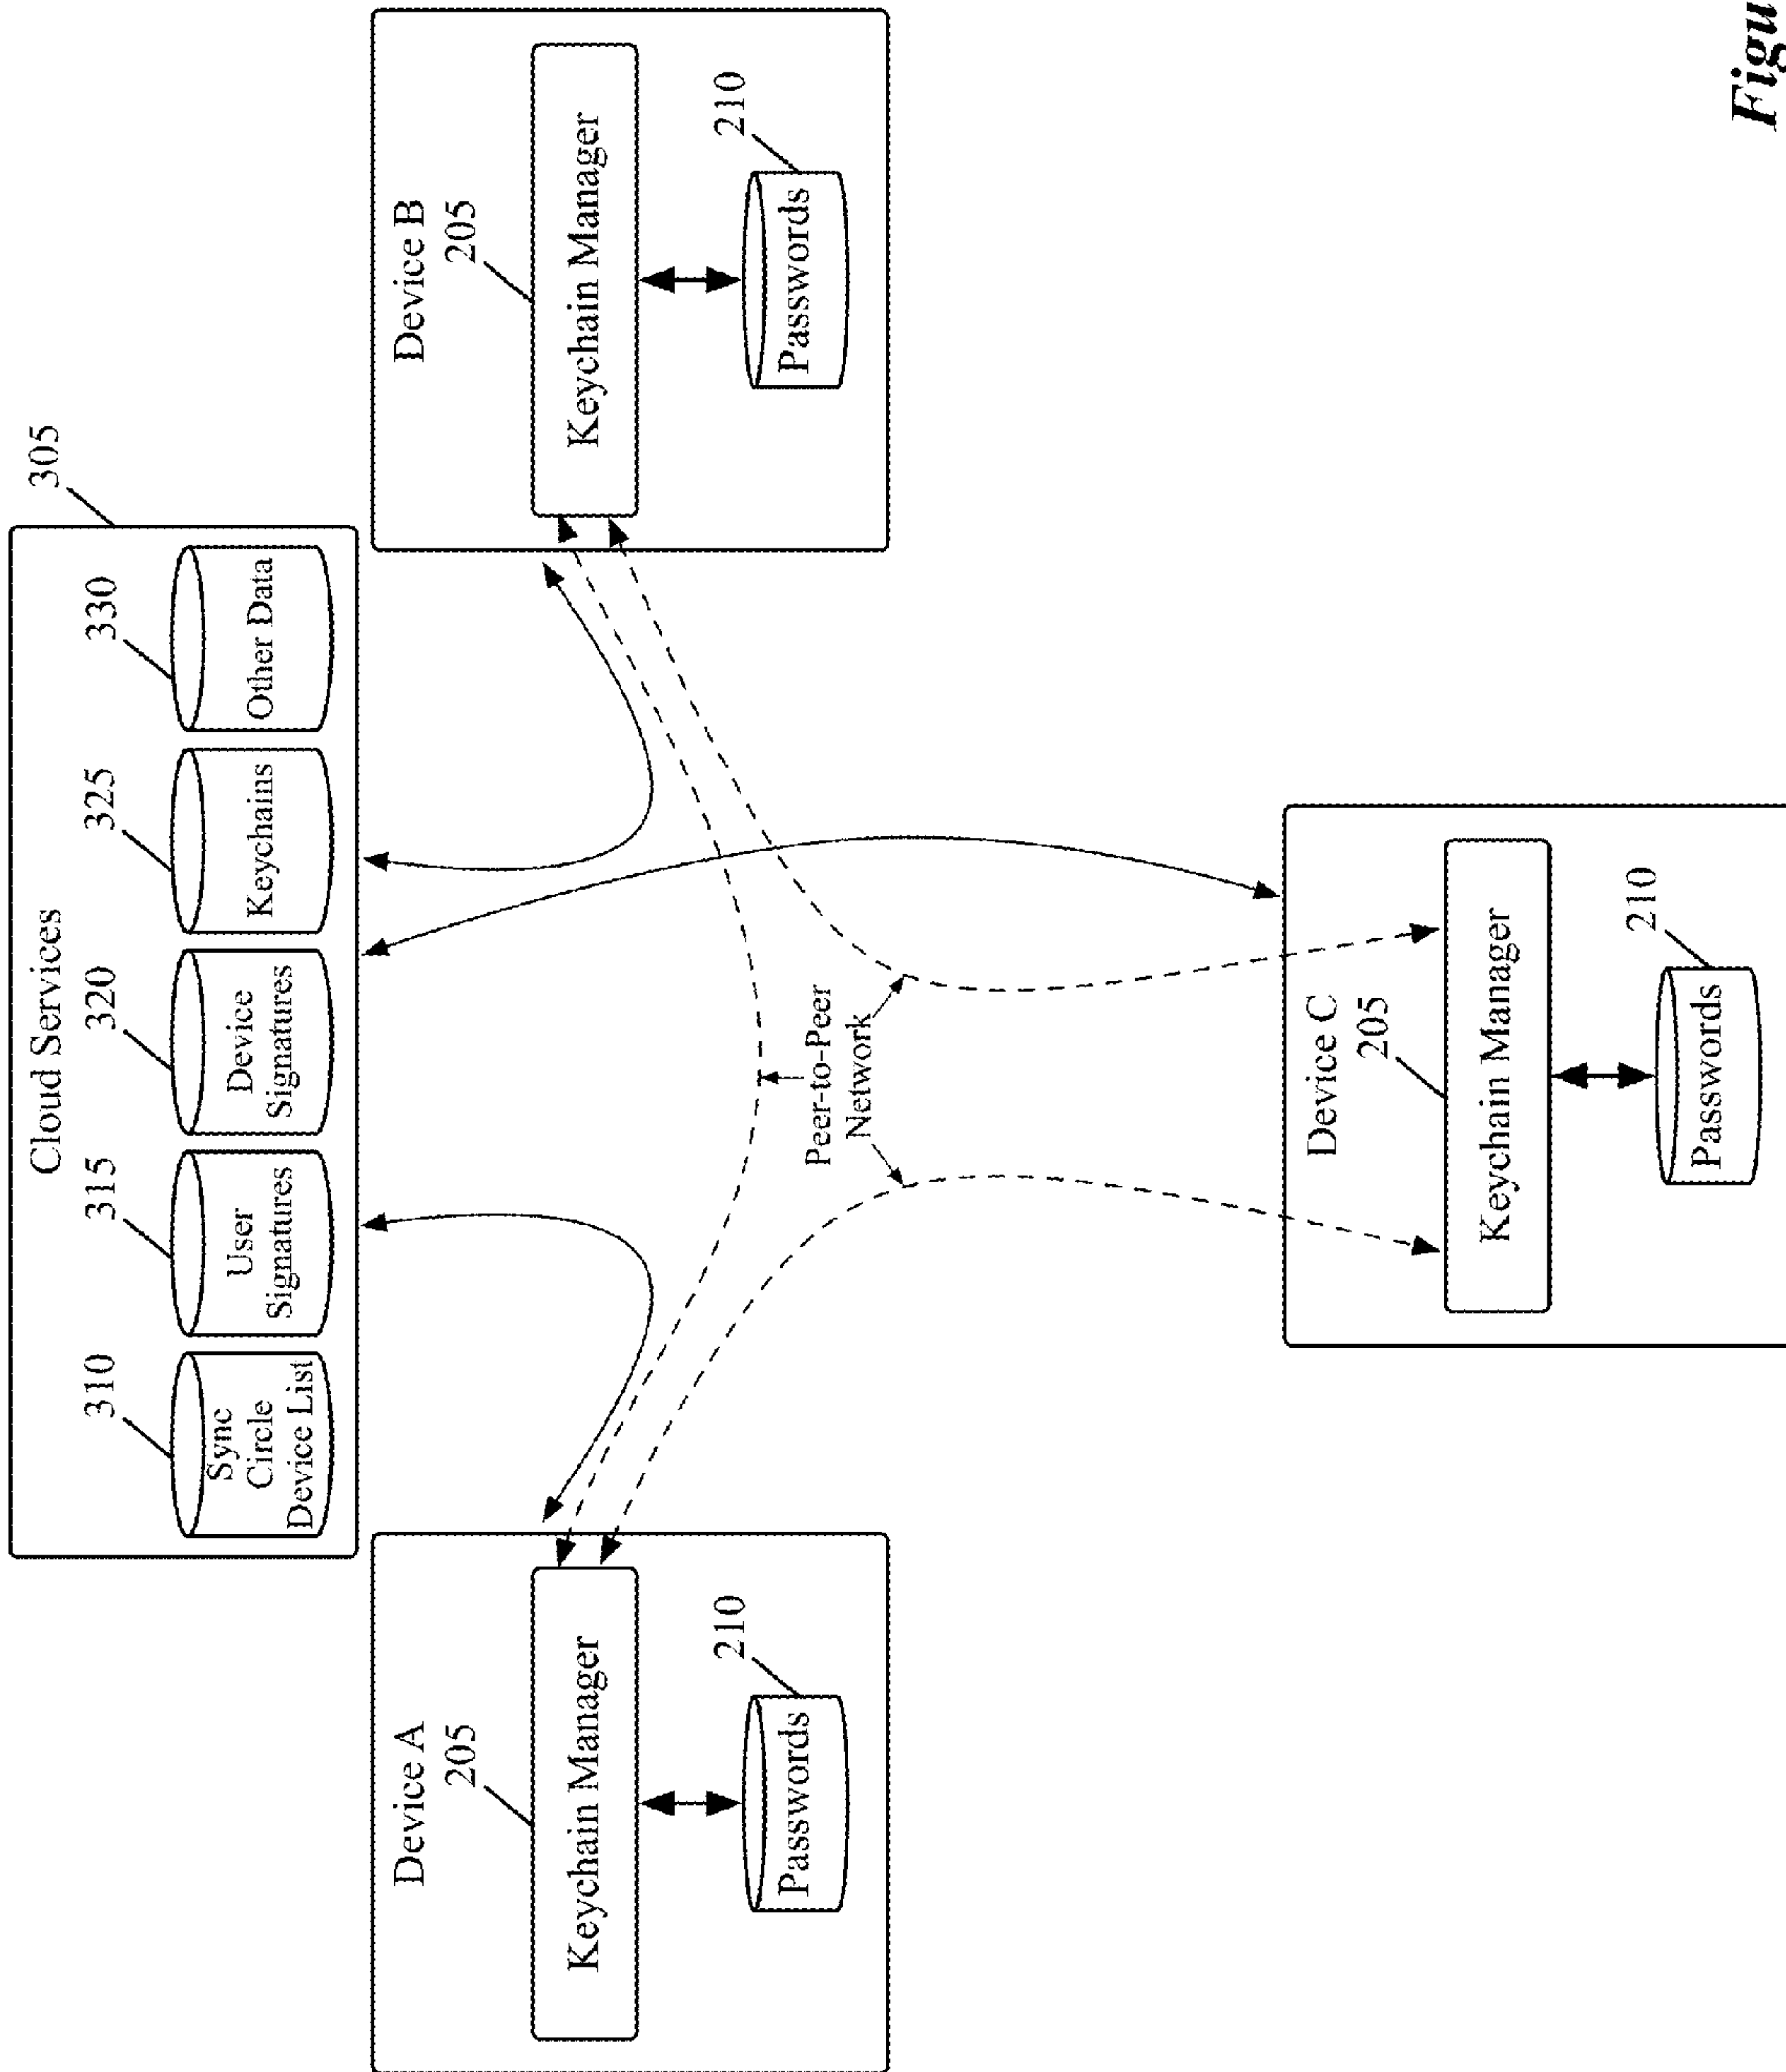 Cloud Services
305
310
315
320
325
330
Sync
Circle
Device List
User
Signatures
Device
Signatures
Keychains
Other Data
Device A
205
Keychain Manager
210
Passwords
Device B
205
Keychain Manager
210
Passwords
Peer-to-Peer
Network
Device C
205
Keychain Manager
210
Passwords
Figu